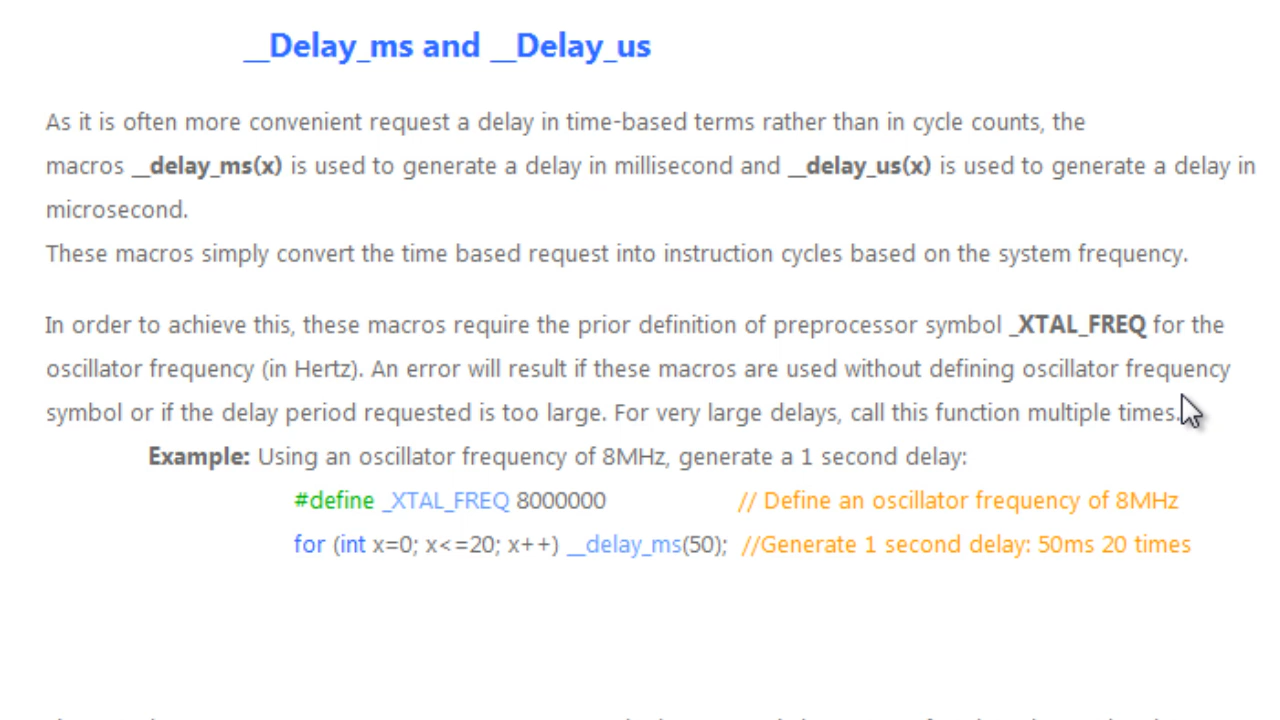 __Delay_ms and __Delay_us
As it is often more convenient request a delay in time-based terms rather than in cycle counts, the
macros __delay_ms(x) is used to generate a delay in millisecond and __delay_us(x) is used to generate a delay in
microsecond.
These macros simply convert the time based request into instruction cycles based on the system frequency.
In order to achieve this, these macros require the prior definition of preprocessor symbol _XTAL_FREQ for the
oscillator frequency (in Hertz). An error will result if these macros are used without defining oscillator frequency
symbol or if the delay period requested is too large. For very large delays, call this function multiple times.
Example: Using an oscillator frequency of 8MHz, generate a 1 second delay:
#define _XTAL_FREQ 8000000 // Define an oscillator frequency of 8MHz
for (int x=0; x<=20; x++) __delay_ms(50); //Generate 1 second delay: 50ms 20 times